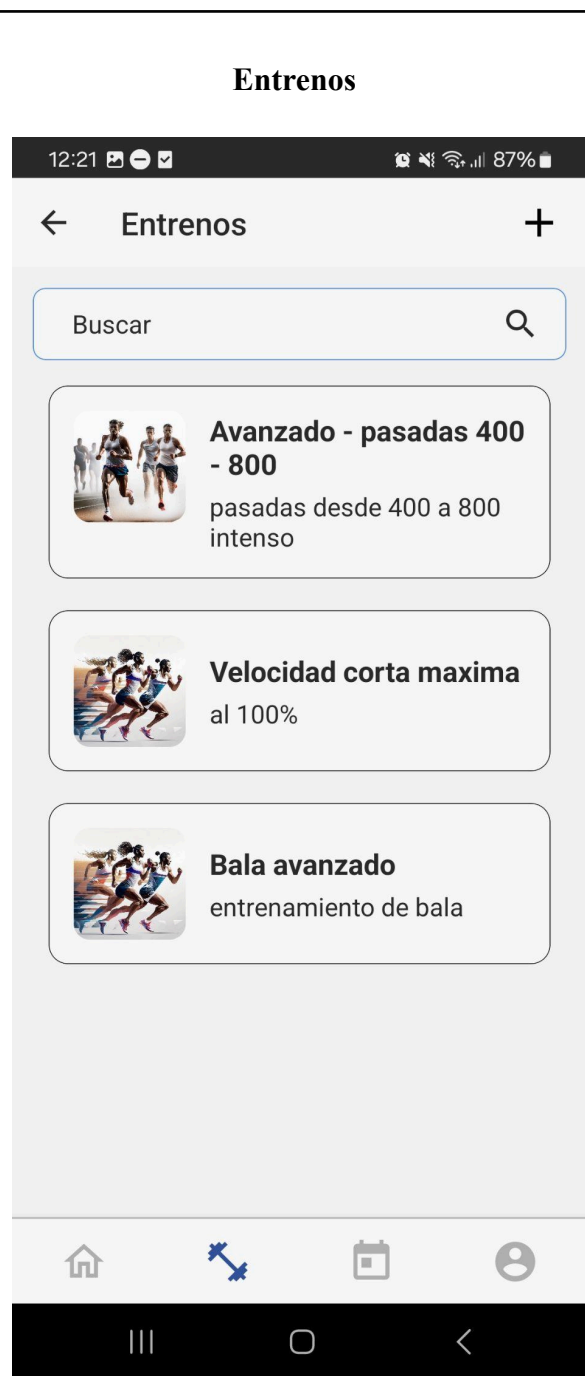 Entrenos
12:21
87%
Entrenos
Buscar
Avanzado - pasadas 400
- 800
pasadas desde 400 a 800
intenso
Velocidad corta maxima
al 100%
Bala avanzado
entrenamiento de bala